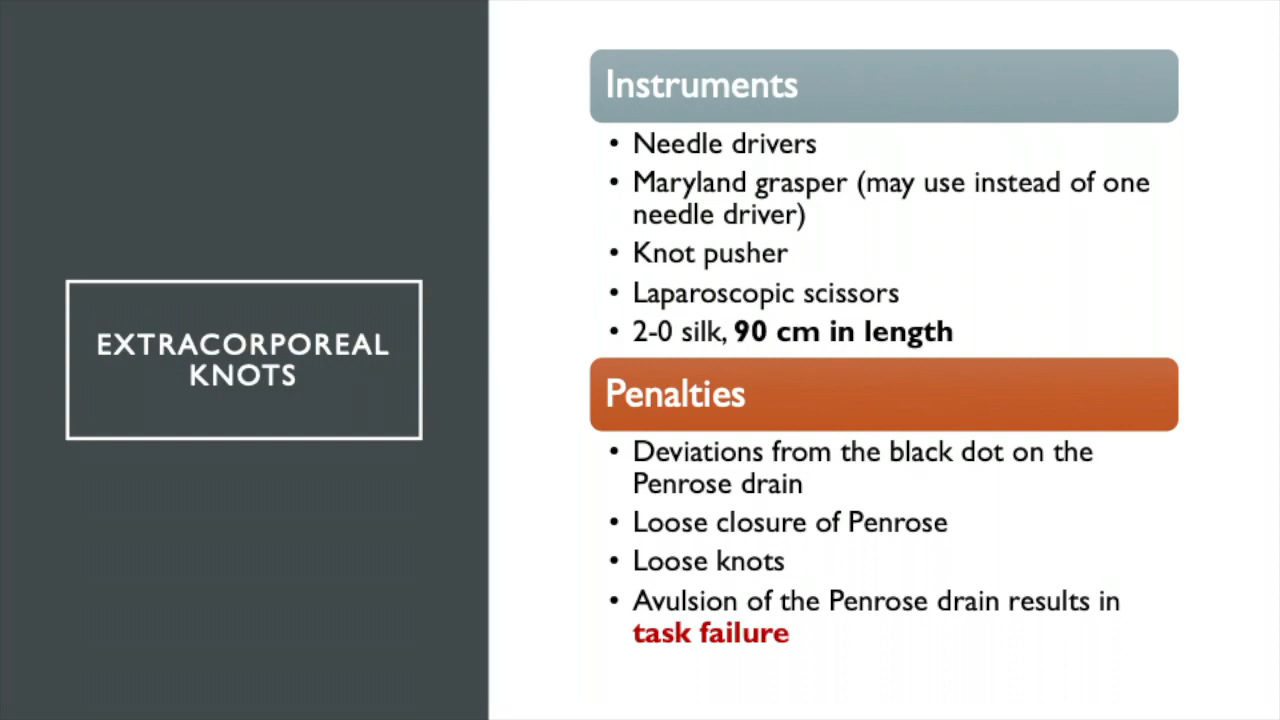 EXTRACORPOREAL
KNOTS
Instruments
• Needle drivers
• Maryland grasper (may use instead of one
needle driver)
• Knot pusher
• Laparoscopic scissors
• 2-0 silk, 90 cm in length
Penalties
• Deviations from the black dot on the
Penrose drain
• Loose closure of Penrose
• Loose knots
• Avulsion of the Penrose drain results in
task failure